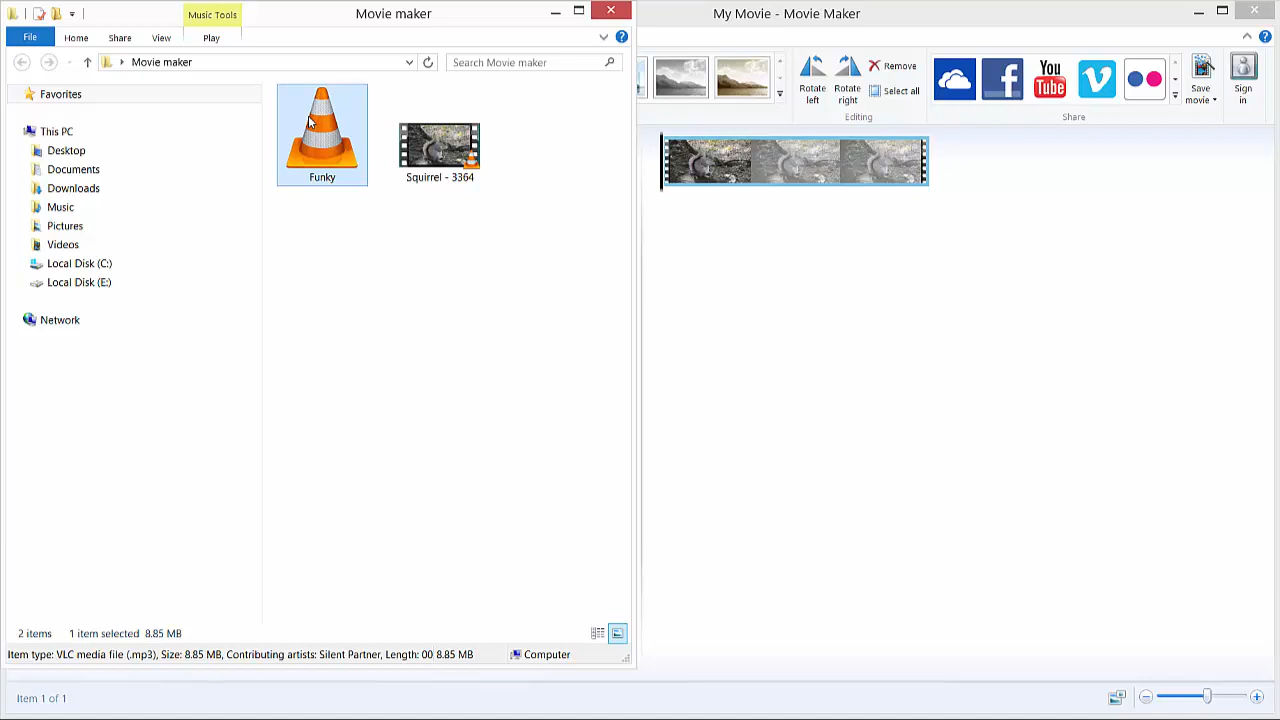 Music Tools
Movie maker
My Movie - Movie Maker
File
Home
Share
View
Play
Movie maker
Search Movie maker
Rotate left
Rotate right
Remove
Select all
Editing
You Tube
Share
Save movie
Sign in
Favorites
This PC
Desktop
Documents
Downloads
Music
Pictures
Videos
Local Disk (C:)
Local Disk (E:)
Network
Funky
Squirrel - 3364
2 items
1 item selected 8.85 MB
Item type: VLC media file (.mp3), Size: 8.85 MB, Contributing artists: Silent Partner, Length: 00 8.85 MB
Computer
Item 1 of 1